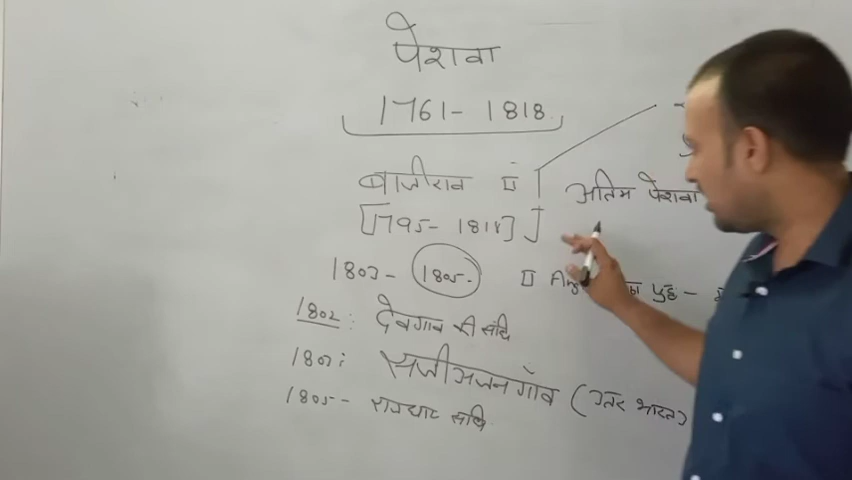 पेशवा
1761 - 1818
बाजीराव II
अंतिम पेशवा
[1795 - 1818]
1803 - 1805.
II Ang का युद्ध -
1802 : देवगाव की संधि
1803 : सुर्जीअर्जनगाँव (उत्तर भारत)
1805 - राजघाट संधि